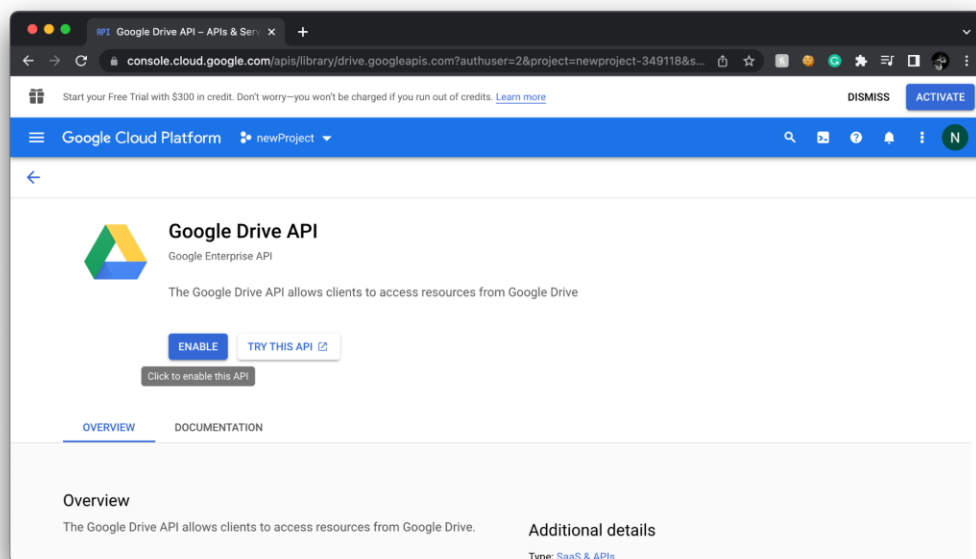 API Google Drive API – APIs & Serv
console.cloud.google.com/apis/library/drive.googleapis.com?authuser=2&project=newproject-349118&s...
Start your Free Trial with $300 in credit. Don't worry—you won't be charged if you run out of credits. Learn more
DISMISS
ACTIVATE
Google Cloud Platform
newProject
N
Google Drive API
Google Enterprise API
The Google Drive API allows clients to access resources from Google Drive
ENABLE
TRY THIS API
Click to enable this API
OVERVIEW
DOCUMENTATION
Overview
The Google Drive API allows clients to access resources from Google Drive.
Additional details
Type: SaaS & APIs